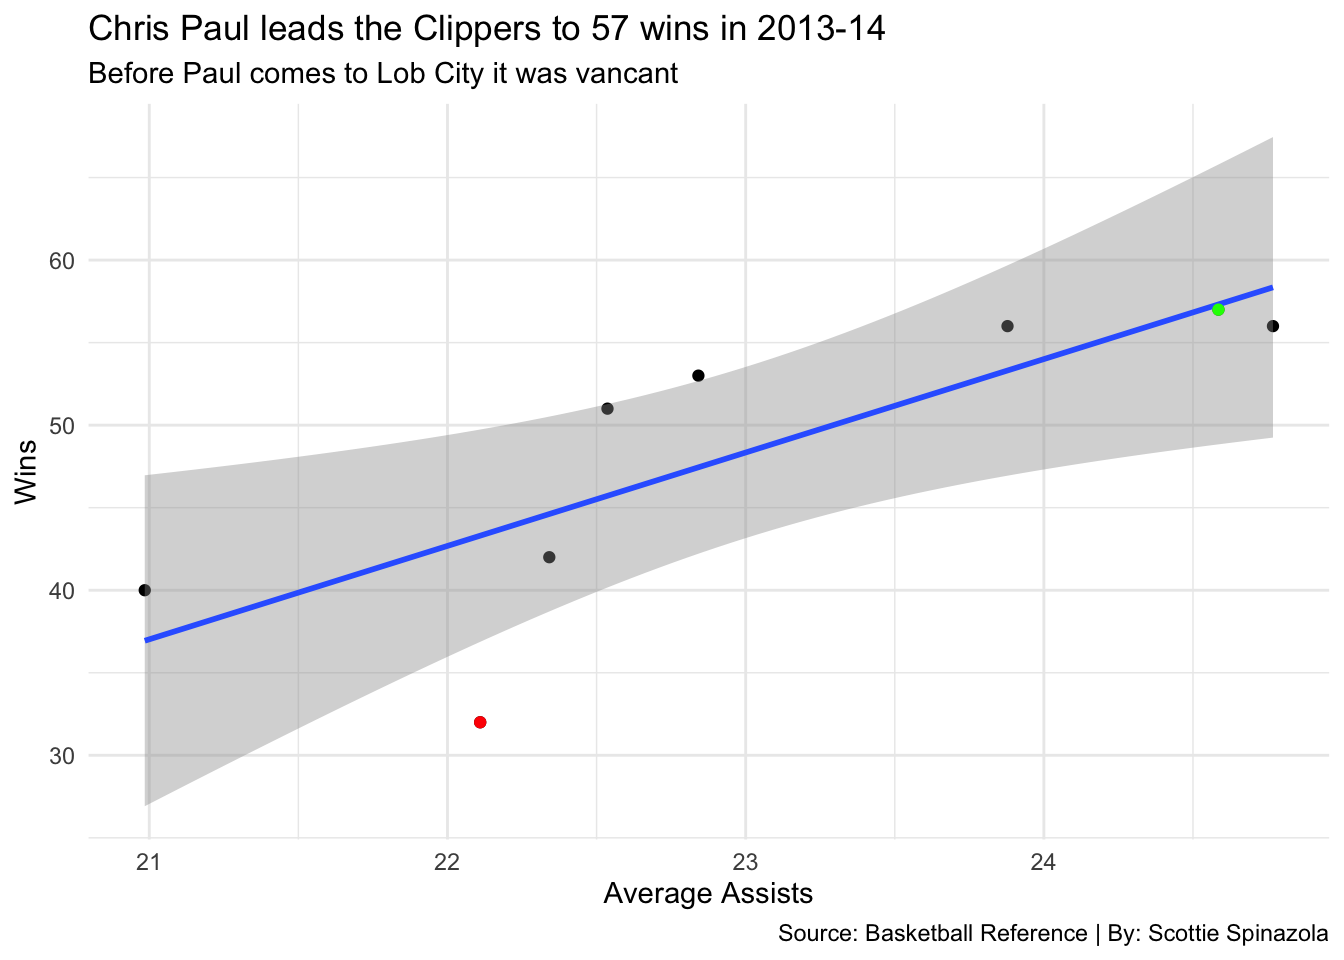 Chris Paul leads the Clippers to 57 wins in 2013-14
Before Paul comes to Lob City it was vancant
60
50
40
30
Wins
21 22 23 24
Average Assists
Source: Basketball Reference | By: Scottie Spinazola